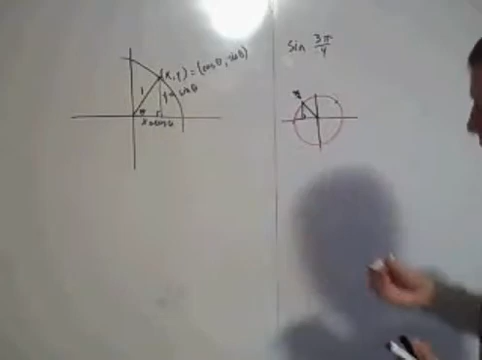 (x, y) = (cos θ, sin θ)
1
y = sin θ
θ
x = cos θ
sin 3π/4